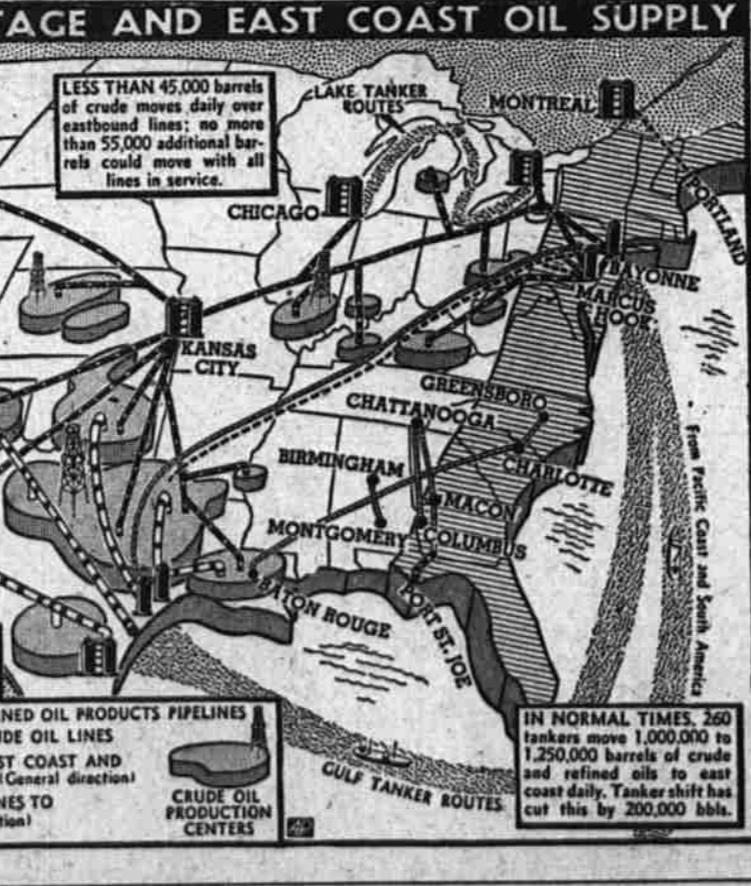 TAGE AND EAST COAST OIL SUPPLY
LESS THAN 45,000 barrels
of crude moves daily over
eastbound lines; no more
than 55,000 additional bar-
rels could move with all
lines in service.
LAKE TANKER
ROUTES
MONTREAL
CHICAGO
PORTLAND
BAYONNE
MARCUS
HOOK
KANSAS
CITY
GREENSBORO
CHATTANOOGA
BIRMINGHAM
CHARLOTTE
MACON
MONTGOMERY
COLUMBUS
BATON ROUGE
PORT ST. JOE
From Pacific Coast and South America
GULF TANKER ROUTES
NED OIL PRODUCTS PIPELINES
DE OIL LINES
ST COAST AND
(General direction)
NES TO
tion)
CRUDE OIL
PRODUCTION
CENTERS
IN NORMAL TIMES, 260
tankers move 1,000,000 to
1,250,000 barrels of crude
and refined oils to east
coast daily. Tanker shift has
cut this by 200,000 bbls.